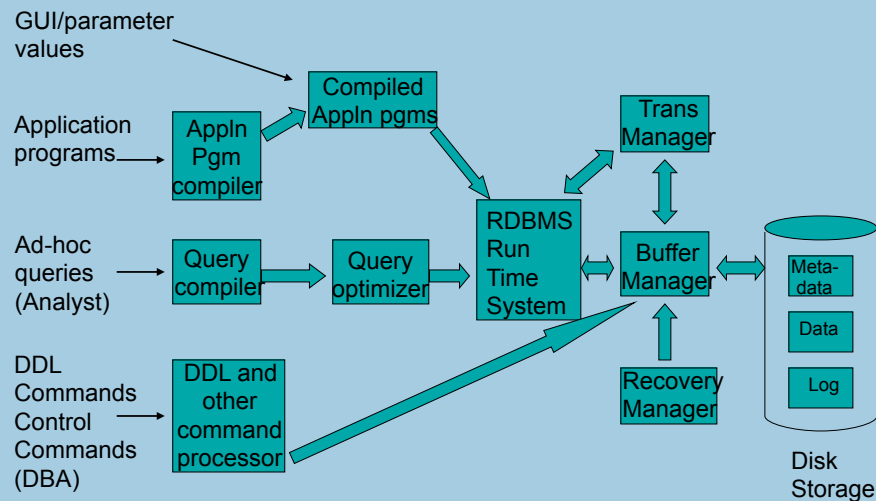 GUI/parameter
values
Compiled
Appln pgms
Trans
Manager
Application
programs
Appln
Pgm
compiler
RDBMS
Run
Time
System
Ad-hoc
queries
(Analyst)
Query
compiler
Query
optimizer
Buffer
Manager
Meta-
data
Data
Log
DDL
Commands
Control
Commands
(DBA)
DDL and
other
command
processor
Recovery
Manager
Disk
Storage